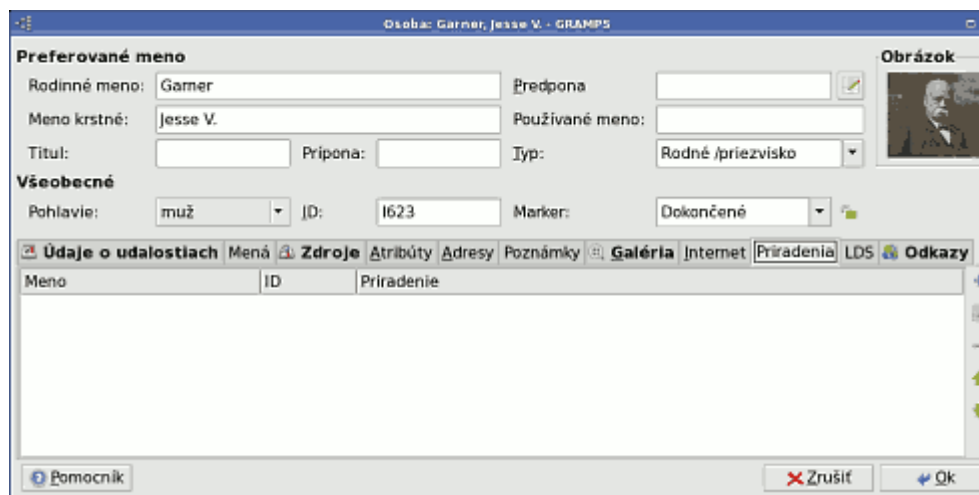 Osoba: Garner, Jesse V. - GRAMPS
Preferované meno
Obrázok
Rodinné meno: Garner
Predpona
Meno krstné: Jesse V.
Používané meno:
Titul: Prípona: Typ: Rodné /priezvisko
Všeobecné
Pohlavie: muž ID: I623 Marker: Dokončené
Údaje o udalostiach Mená Zdroje Atribúty Adresy Poznámky Galéria Internet Priradenia LDS Odkazy
Meno ID Priradenie
Pomocník Zrušiť Ok